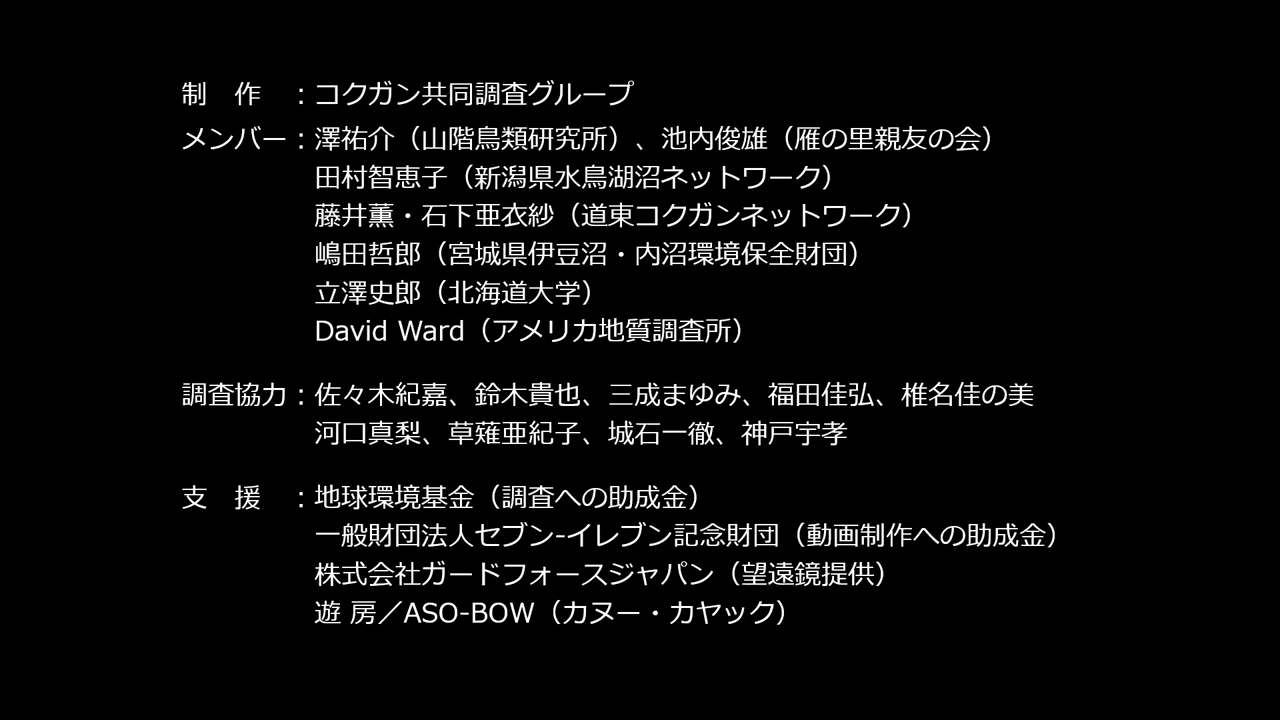 制　作　：コクガン共同調査グループ
メンバー：澤祐介（山階鳥類研究所）、池内俊雄（雁の里親友の会）
田村智恵子（新潟県水鳥湖沼ネットワーク）
藤井薫・石下亜衣紗（道東コクガンネットワーク）
嶋田哲郎（宮城県伊豆沼・内沼環境保全財団）
立澤史郎（北海道大学）
David Ward（アメリカ地質調査所）
調査協力：佐々木紀嘉、鈴木貴也、三成まゆみ、福田佳弘、椎名佳の美
河口真梨、草薙亜紀子、城石一徹、神戸宇孝
支　援　：地球環境基金（調査への助成金）
一般財団法人セブン-イレブン記念財団（動画制作への助成金）
株式会社ガードフォースジャパン（望遠鏡提供）
遊 房／ASO-BOW（カヌー・カヤック）